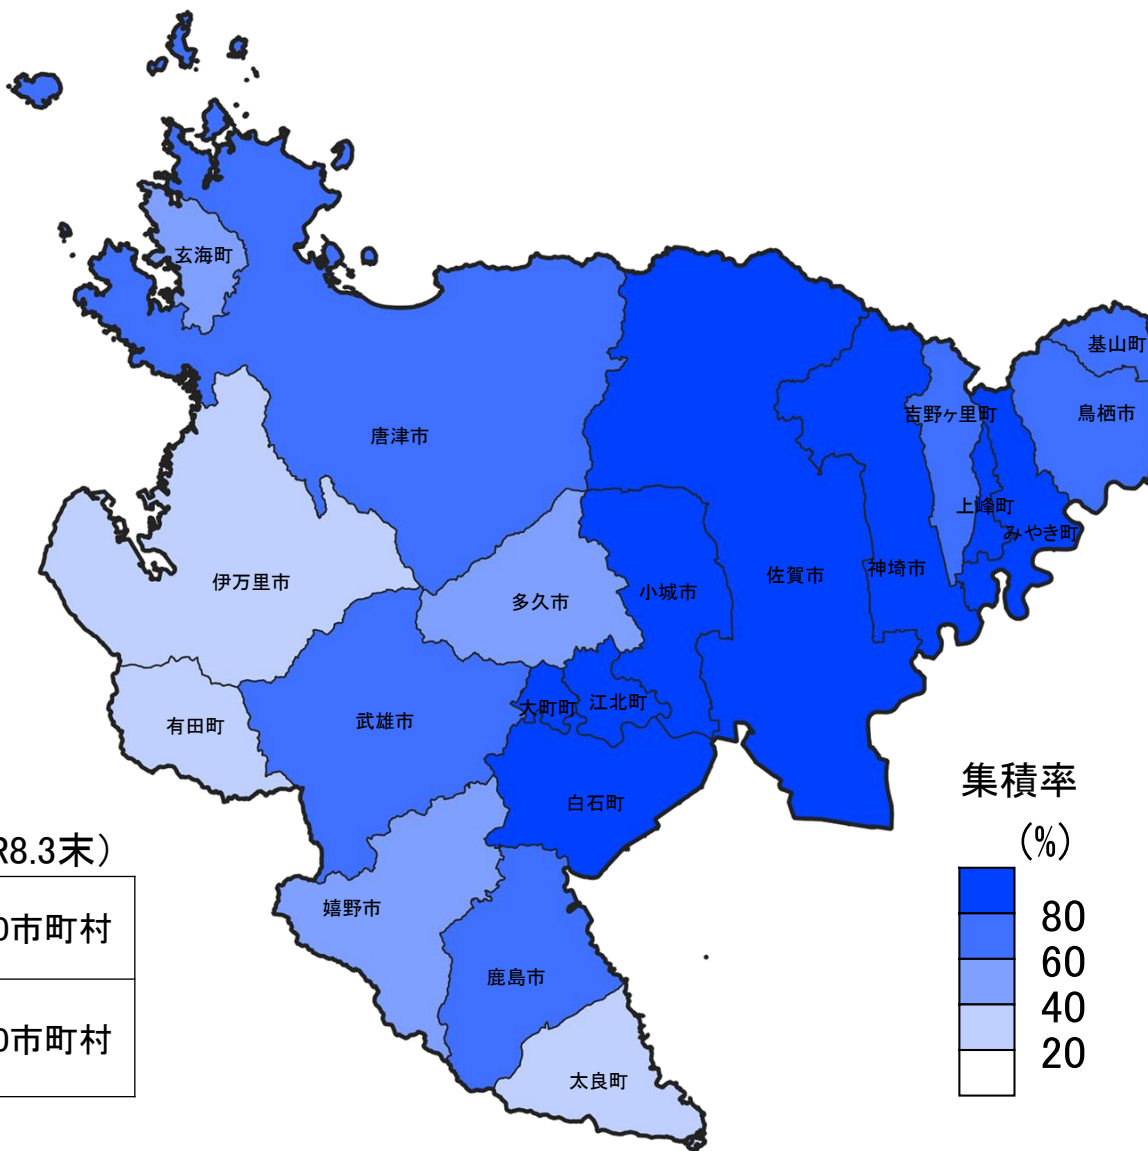 玄海町
基山町
吉野ヶ里町
鳥栖市
唐津市
上峰町
みやき町
伊万里市
多久市
小城市
佐賀市
神埼市
有田町
武雄市
大町町
江北町
白石町
嬉野市
鹿島市
太良町
R8.3末）
0市町村
0市町村
集積率
(%)
80
60
40
20